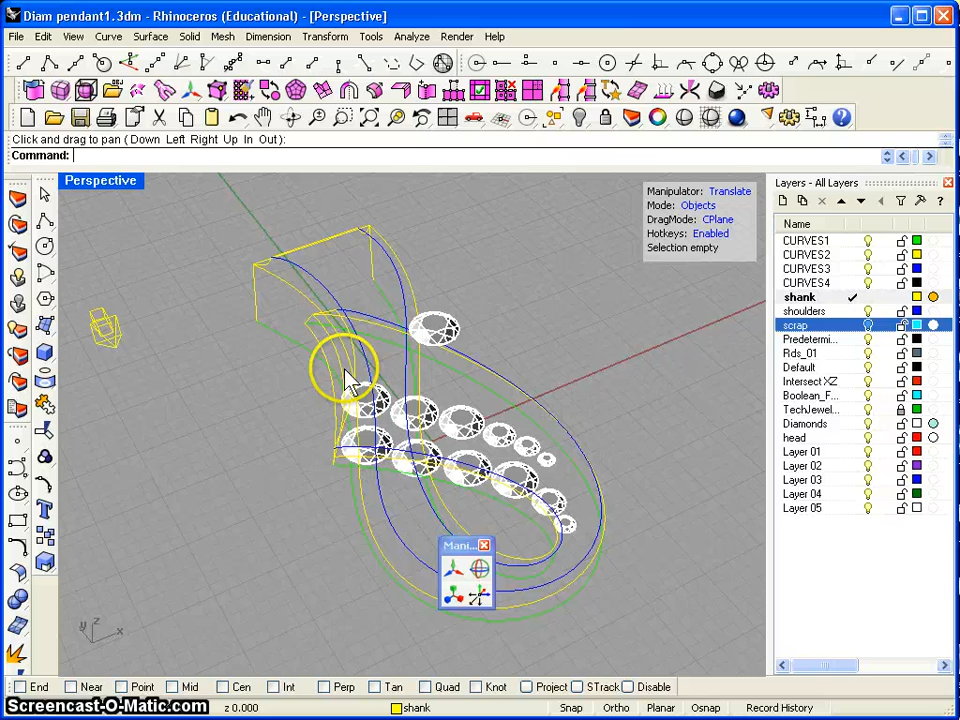 Diam pendant1.3dm - Rhinoceros (Educational) - [Perspective]
File Edit View Curve Surface Solid Mesh Dimension Transform Tools Analyze Render Help
Click and drag to pan ( Down Left Right Up In Out):
Command:
Perspective
Manipulator: Translate
Mode: Objects
DragMode: CPlane
Hotkeys: Enabled
Selection empty
Layers - All Layers
Name
CURVES1
CURVES2
CURVES3
CURVES4
shank
shoulders
scrap
Predetermi...
Rds_01
Default
Intersect XZ
Boolean_F...
TechJewel...
Diamonds
head
Layer 01
Layer 02
Layer 03
Layer 04
Layer 05
Mani...
z
y
x
End Near Point Mid Cen Int Perp Tan Quad Knot Project STrack Disable
Screencast-O-Matic.com
z 0.000 shank Snap Ortho Planar Osnap Record History